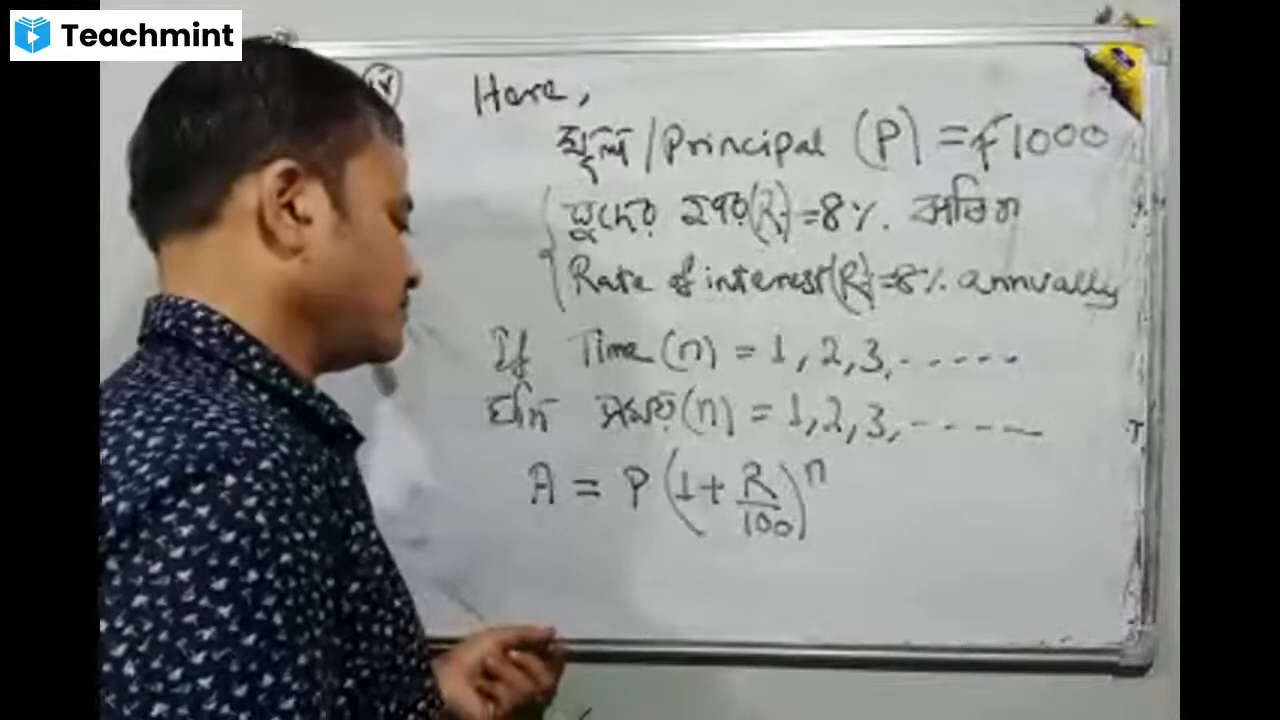 Teachmint
Here,
মূলধন/Principal (P) = ₹1000
সুদের হার(R) = 8%. বার্ষিক
Rate of interest(R) = 8%. annually
If Time (n) = 1, 2, 3, - - - - -
যদি সময়(n) = 1, 2, 3, - - - - -
A = P(1 + R/100)^n